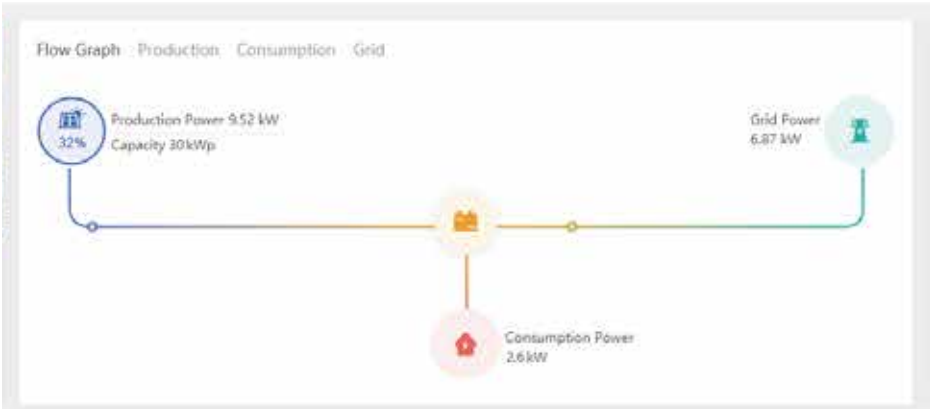 Flow Graph Production Consumption Grid
32%
Production Power 9.52 kW
Capacity 30 kWp
Grid Power
6.87 kW
Consumption Power
2.6 kW